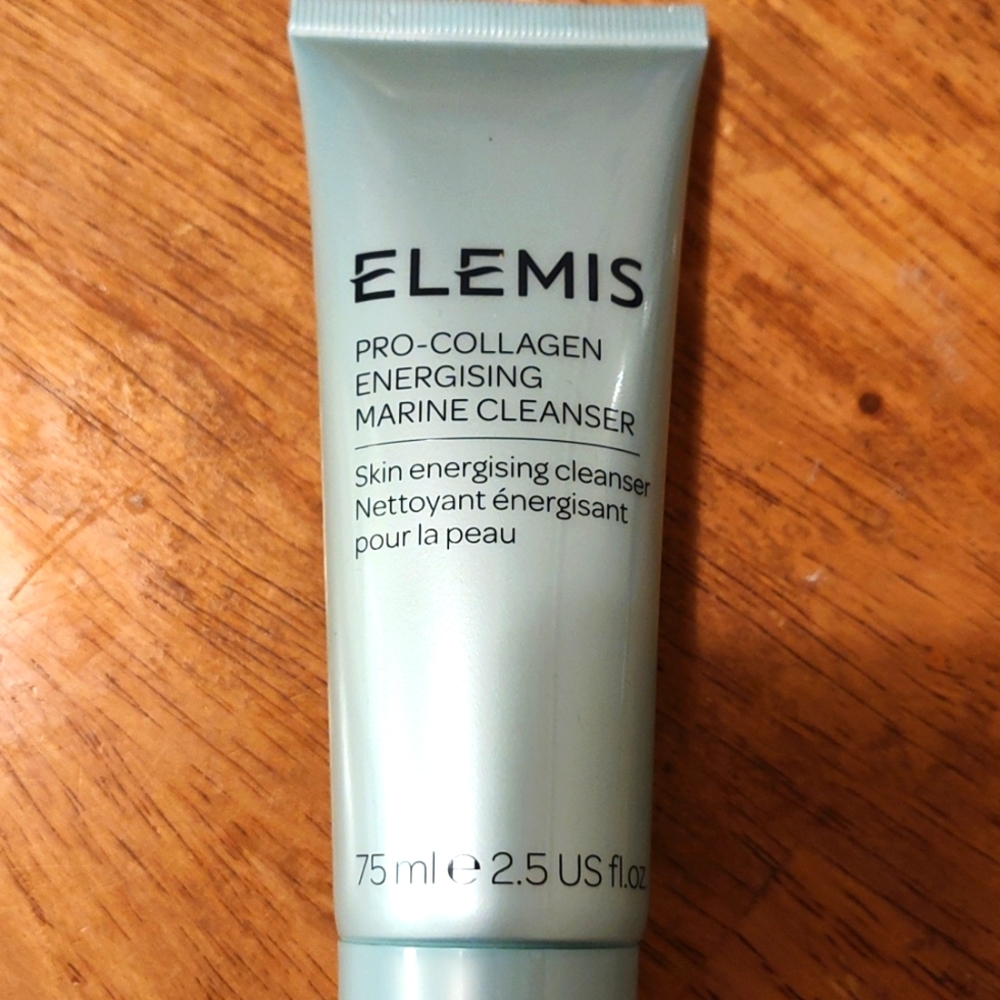 ELEMIS
PRO-COLLAGEN
ENERGISING
MARINE CLEANSER
Skin energising cleanser
Nettoyant énergisant
pour la peau
75 ml e 2.5 US fl.oz